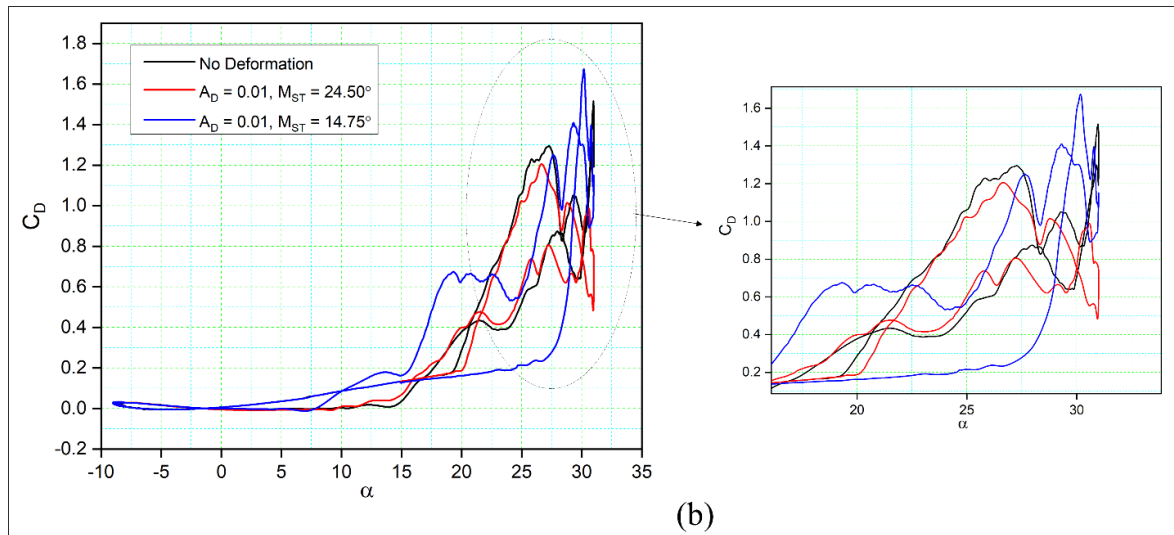 1.8
1.6
1.4
1.2
1.0
0.8
0.6
0.4
0.2
0.0
-0.2
C_D
No Deformation
A_D = 0.01, M_ST = 24.50°
A_D = 0.01, M_ST = 14.75°
-10 -5 0 5 10 15 20 25 30 35
α
1.6
1.4
1.2
1.0
0.8
0.6
0.4
0.2
C_D
20 25 30
α
(b)